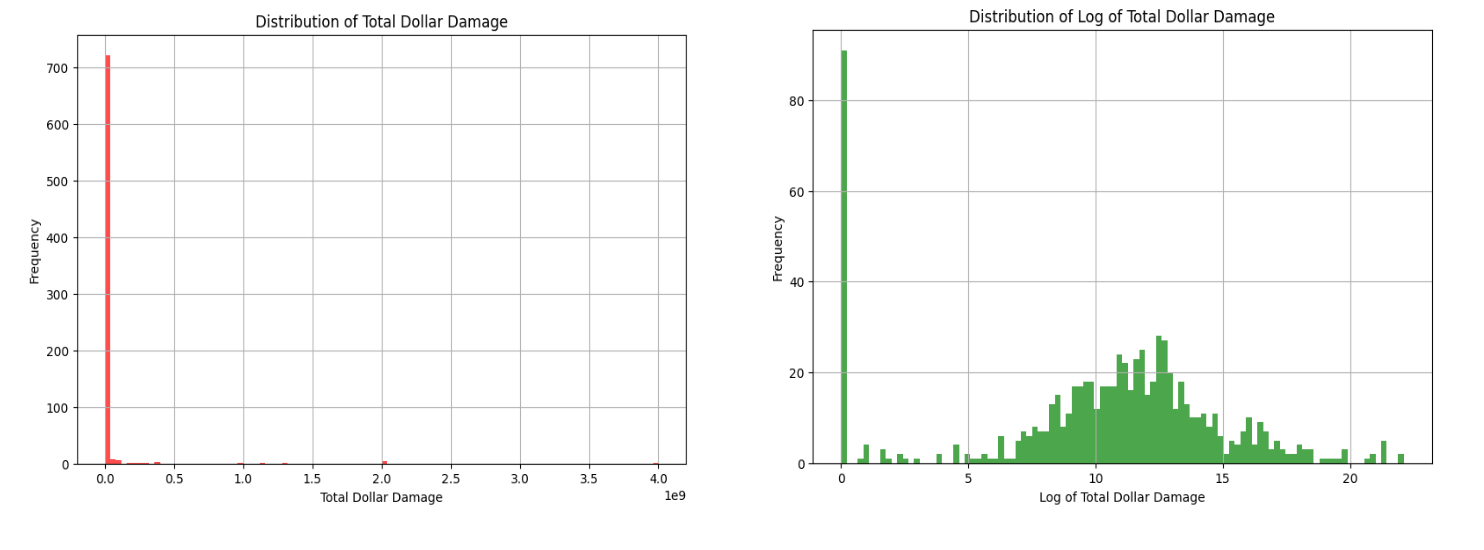 Distribution of Total Dollar Damage
700
600
500
400
300
200
100
0
Frequency
0.0 0.5 1.0 1.5 2.0 2.5 3.0 3.5 4.0
1e9
Total Dollar Damage
Distribution of Log of Total Dollar Damage
80
60
40
20
0
Frequency
0 5 10 15 20
Log of Total Dollar Damage